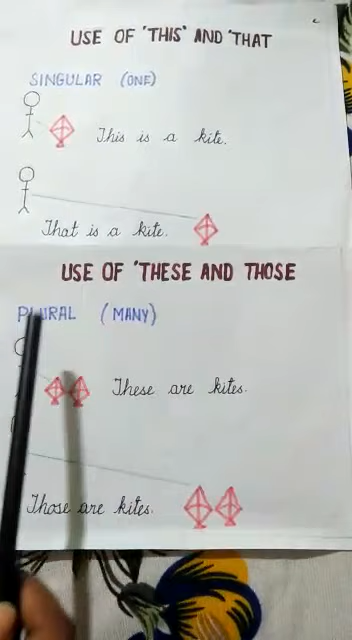 USE OF 'THIS' AND 'THAT
SINGULAR (ONE)
This is a kite.
That is a kite.
USE OF 'THESE AND THOSE
PLURAL (MANY)
These are kites.
Those are kites.